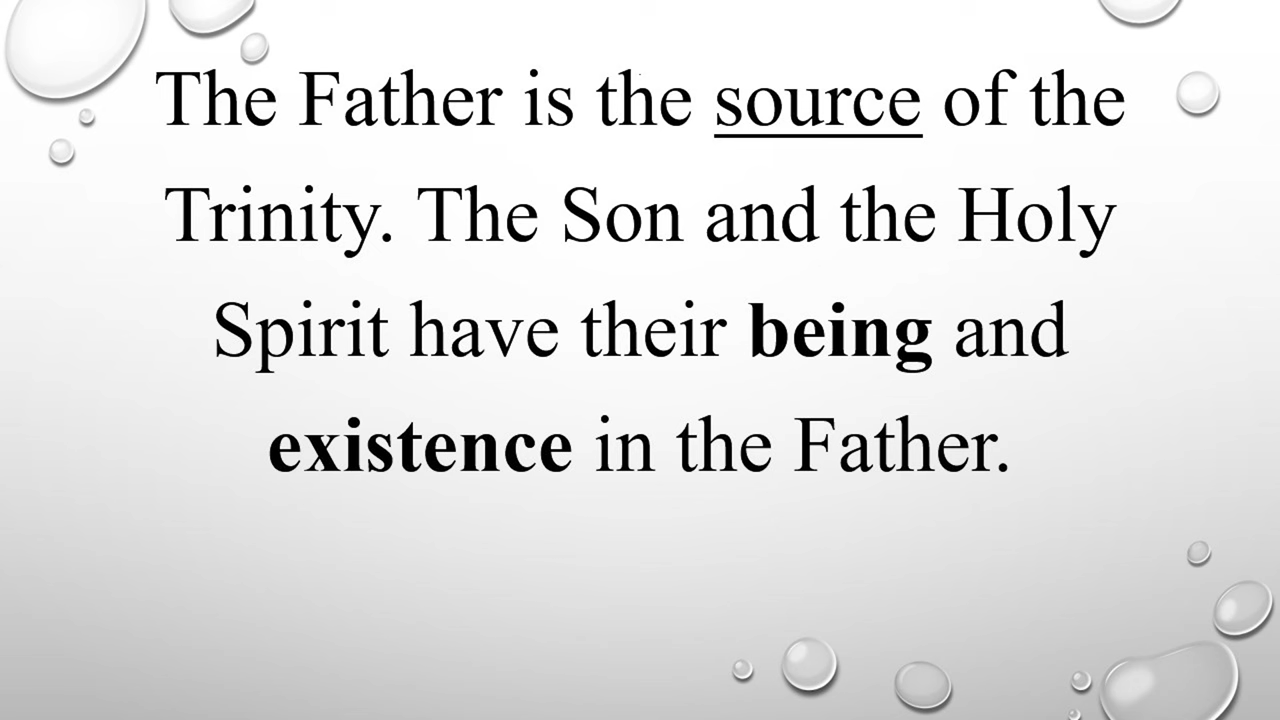 The Father is the source of the
Trinity. The Son and the Holy
Spirit have their being and
existence in the Father.